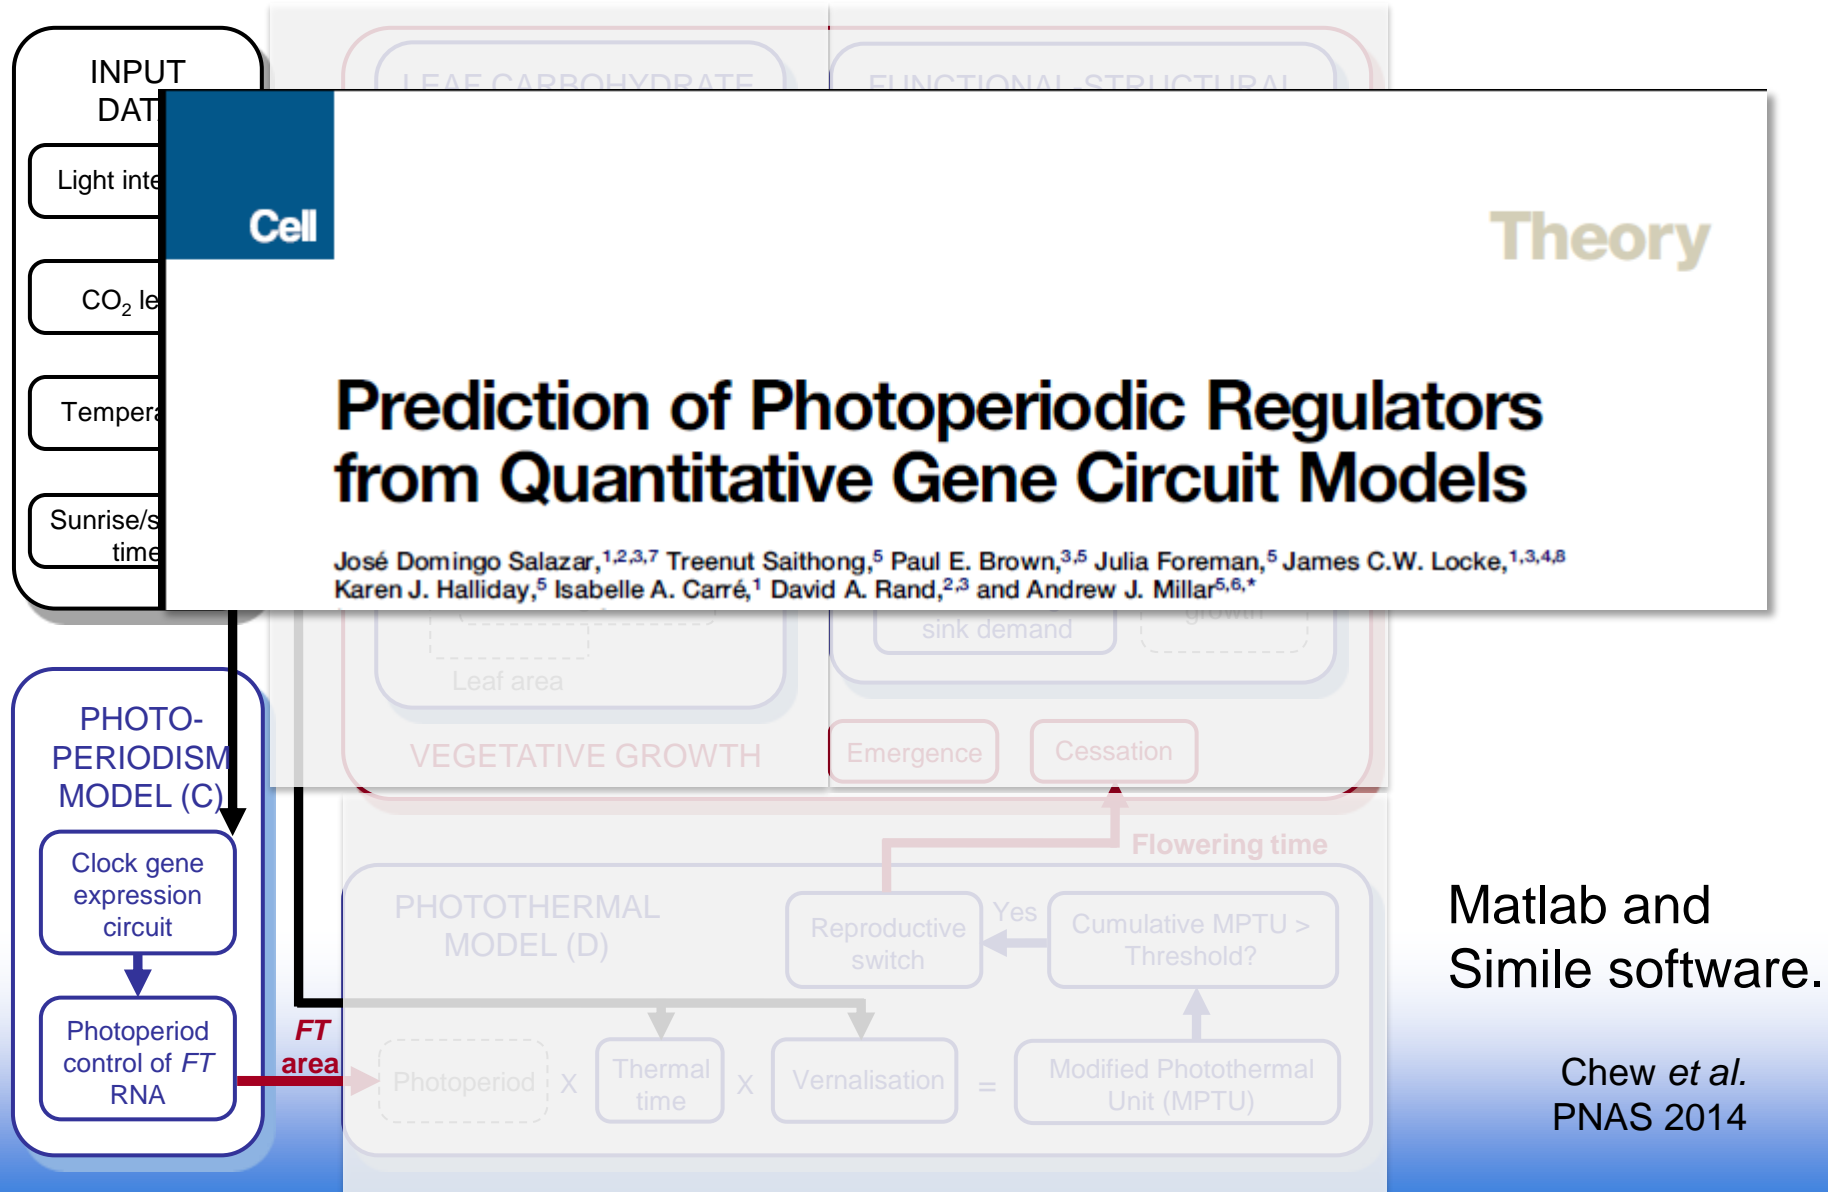 INPUT
DAT
Light inte
CO₂ le
Tempera
Sunrise/s
time
LEAF CARBOHYDRATE
FUNCTIONAL-STRUCTURAL
Cell
Theory
Prediction of Photoperiodic Regulators
from Quantitative Gene Circuit Models
José Domingo Salazar,1,2,3,7 Treenut Saithong,5 Paul E. Brown,3,5 Julia Foreman,5 James C.W. Locke,1,3,4,8
Karen J. Halliday,5 Isabelle A. Carré,1 David A. Rand,2,3 and Andrew J. Millar5,6,*
sink demand
growth
Leaf area
VEGETATIVE GROWTH
Emergence
Cessation
PHOTO-
PERIODISM
MODEL (C)
Clock gene
expression
circuit
Photoperiod
control of FT
RNA
FT
area
Flowering time
PHOTOTHERMAL
MODEL (D)
Reproductive
switch
Yes
Cumulative MPTU >
Threshold?
Photoperiod
X
Thermal
time
X
Vernalisation
=
Modified Photothermal
Unit (MPTU)
Matlab and
Simile software.
Chew et al.
PNAS 2014